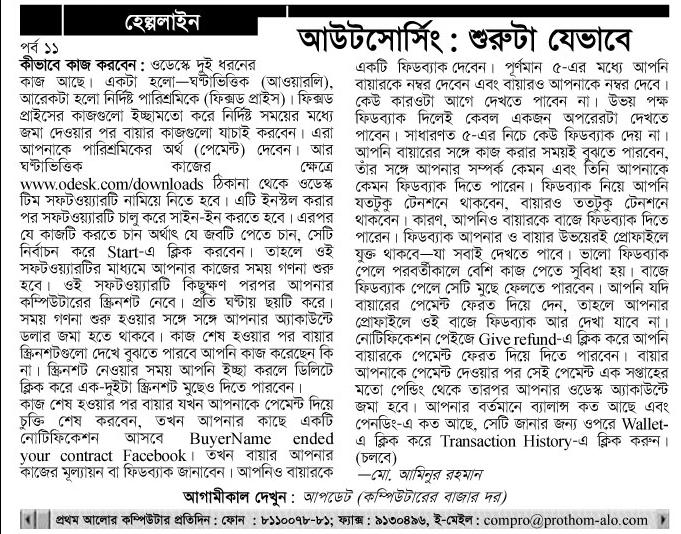 হেল্পলাইন
পর্ব ১১
আউটসোর্সিং : শুরুটা যেভাবে
কীভাবে কাজ করবেন : ওডেস্কে দুই ধরনের
কাজ আছে। একটা হলো—ঘণ্টাভিত্তিক (আওয়ারলি),
আরেকটা হলো নির্দিষ্ট পারিশ্রমিকে (ফিক্সড প্রাইস)। ফিক্সড
প্রাইসের কাজগুলো ইচ্ছামতো করে নির্দিষ্ট সময়ের মধ্যে
জমা দেওয়ার পর বায়ার কাজগুলো যাচাই করবেন। এরা
আপনাকে পারিশ্রমিকের অর্থ (পেমেন্ট) দেবেন। আর
ঘণ্টাভিত্তিক কাজের ক্ষেত্রে
www.odesk.com/downloads ঠিকানা থেকে ওডেস্ক
টিম সফটওয়্যারটি নামিয়ে নিতে হবে। এটি ইনস্টল করার
পর সফটওয়্যারটি চালু করে সাইন-ইন করতে হবে। এরপর
যে কাজটি করতে চান অর্থাৎ যে জবটি পেতে চান, সেটি
নির্বাচন করে Start-এ ক্লিক করবেন। তাহলে ওই
সফটওয়্যারটির মাধ্যমে আপনার কাজের সময় গণনা শুরু
হবে। ওই সফটওয়্যারটি কিছুক্ষণ পরপর আপনার
কম্পিউটারের স্ক্রিনশট নেবে। প্রতি ঘণ্টায় ছয়টি করে।
সময় গণনা শুরু হওয়ার সঙ্গে সঙ্গে আপনার অ্যাকাউন্টে
ডলার জমা হতে থাকবে। কাজ শেষ হওয়ার পর বায়ার
স্ক্রিনশটগুলো দেখে বুঝতে পারবে আপনি কাজ করেছেন কি
না। স্ক্রিনশট নেওয়ার সময় আপনি ইচ্ছা করলে ডিলিটে
ক্লিক করে এক-দুইটা স্ক্রিনশট মুছেও দিতে পারবেন।
কাজ শেষ হওয়ার পর বায়ার যখন আপনাকে পেমেন্ট দিয়ে
চুক্তি শেষ করবেন, তখন আপনার কাছে একটি
নোটিফিকেশন আসবে BuyerName ended
your contract Facebook। তখন বায়ার আপনার
কাজের মূল্যায়ন বা ফিডব্যাক জানাবেন। আপনিও বায়ারকে
একটি ফিডব্যাক দেবেন। পূর্ণমান ৫-এর মধ্যে আপনি
বায়ারকে নম্বর দেবেন এবং বায়ারও আপনাকে নম্বর দেবে।
কেউ কারওটা আগে দেখতে পাবেন না। উভয় পক্ষ
ফিডব্যাক দিলেই কেবল একজন অপরেরটা দেখতে
পাবেন। সাধারণত ৫-এর নিচে কেউ ফিডব্যাক দেয় না।
আপনি বায়ারের সঙ্গে কাজ করার সময়ই বুঝতে পারবেন,
তাঁর সঙ্গে আপনার সম্পর্ক কেমন এবং তিনি আপনাকে
কেমন ফিডব্যাক দিতে পারেন। ফিডব্যাক নিয়ে আপনি
যতটুকু টেনশনে থাকবেন, বায়ারও ততটুকু টেনশনে
থাকবেন। কারণ, আপনিও বায়ারকে বাজে ফিডব্যাক দিতে
পারেন। ফিডব্যাক আপনার ও বায়ার উভয়েরই প্রোফাইলে
যুক্ত থাকবে—যা সবাই দেখতে পাবে। ভালো ফিডব্যাক
পেলে পরবর্তীকালে বেশি কাজ পেতে সুবিধা হয়। বাজে
ফিডব্যাক পেলে সেটি মুছে ফেলতে পারবেন। আপনি যদি
বায়ারের পেমেন্ট ফেরত দিয়ে দেন, তাহলে আপনার
প্রোফাইলে ওই বাজে ফিডব্যাক আর দেখা যাবে না।
নোটিফিকেশন পেইজে Give refund-এ ক্লিক করে আপনি
বায়ারকে পেমেন্ট ফেরত দিয়ে দিতে পারবেন। বায়ার
আপনাকে পেমেন্ট দেওয়ার পর সেই পেমেন্ট এক সপ্তাহের
মতো পেন্ডিং থেকে তারপর আপনার ওডেস্ক অ্যাকাউন্টে
জমা হবে। আপনার বর্তমানে ব্যালান্স কত আছে এবং
পেনডিং-এ কত আছে, সেটি জানার জন্য ওপরে Wallet-
এ ক্লিক করে Transaction History-এ ক্লিক করুন।
(চলবে)
—মো. আমিনুর রহমান
আগামীকাল দেখুন : আপডেট (কম্পিউটারের বাজার দর)
প্রথম আলোর কম্পিউটার প্রতিদিন : ফোন : ৮১১০০৭৮-৮১; ফ্যাক্স : ৯১৩০৪৯৬, ই-মেইল : compro@prothom-alo.com